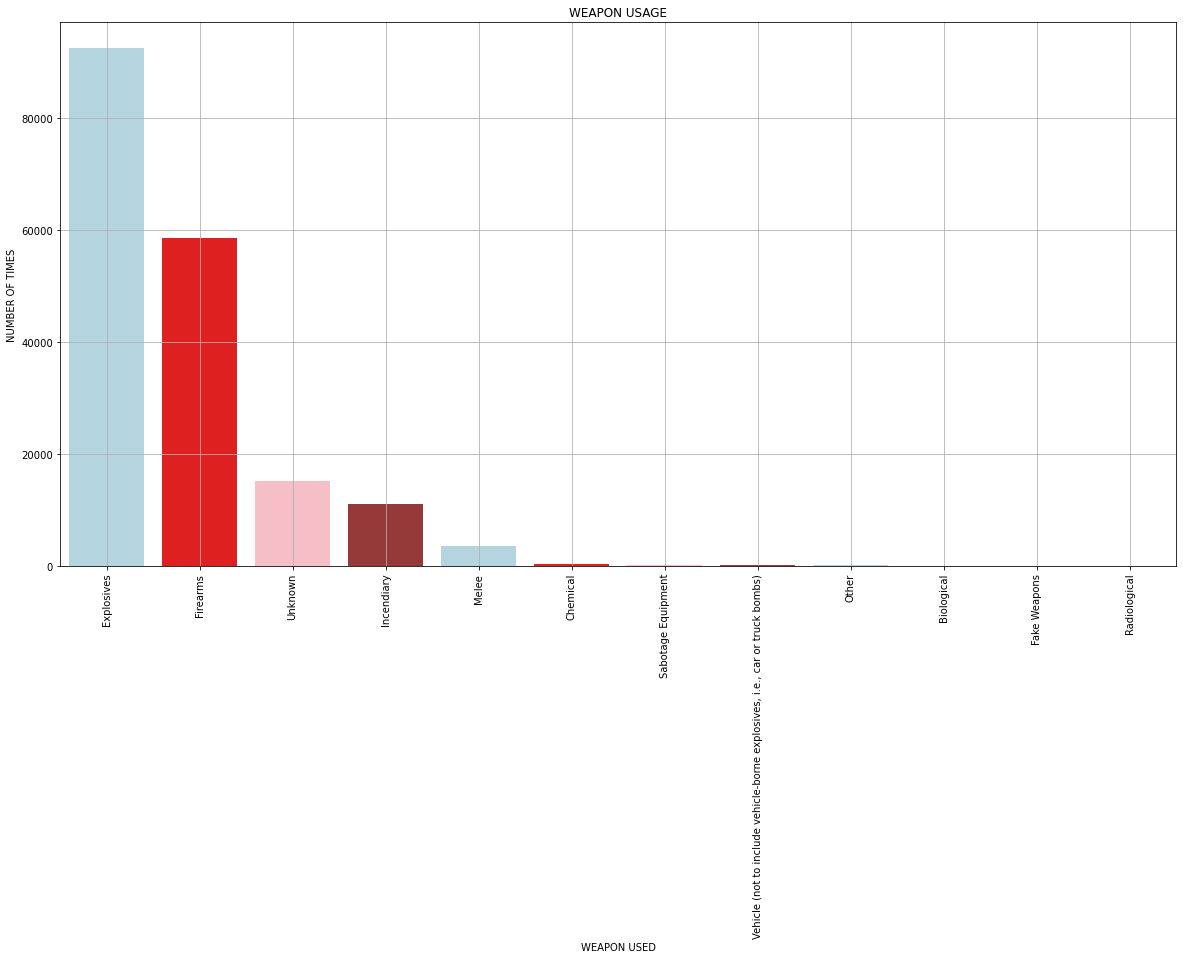 WEAPON USAGE
NUMBER OF TIMES
80000
60000
40000
20000
0
Explosives
Firearms
Unknown
Incendiary
Melee
Chemical
Sabotage Equipment
Vehicle (not to include vehicle-borne explosives, i.e., car or truck bombs)
Other
Biological
Fake Weapons
Radiological
WEAPON USED